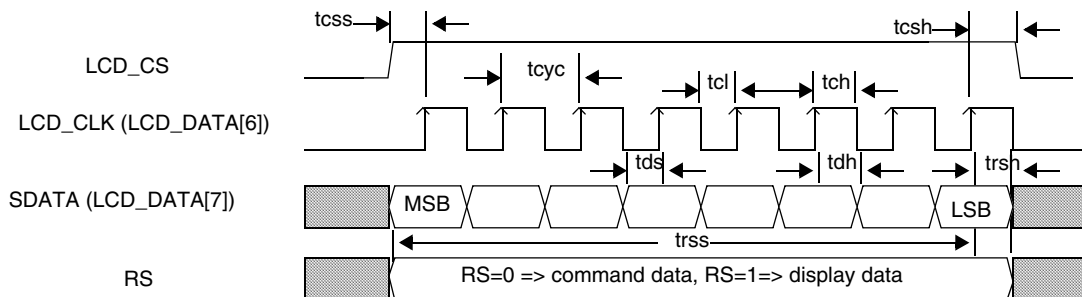 tcss
tcsh
LCD_CS
tcyc
tcl
tch
LCD_CLK (LCD_DATA[6])
tds
tdh
trsh
SDATA (LCD_DATA[7])
MSB
LSB
trss
RS
RS=0 => command data, RS=1=> display data